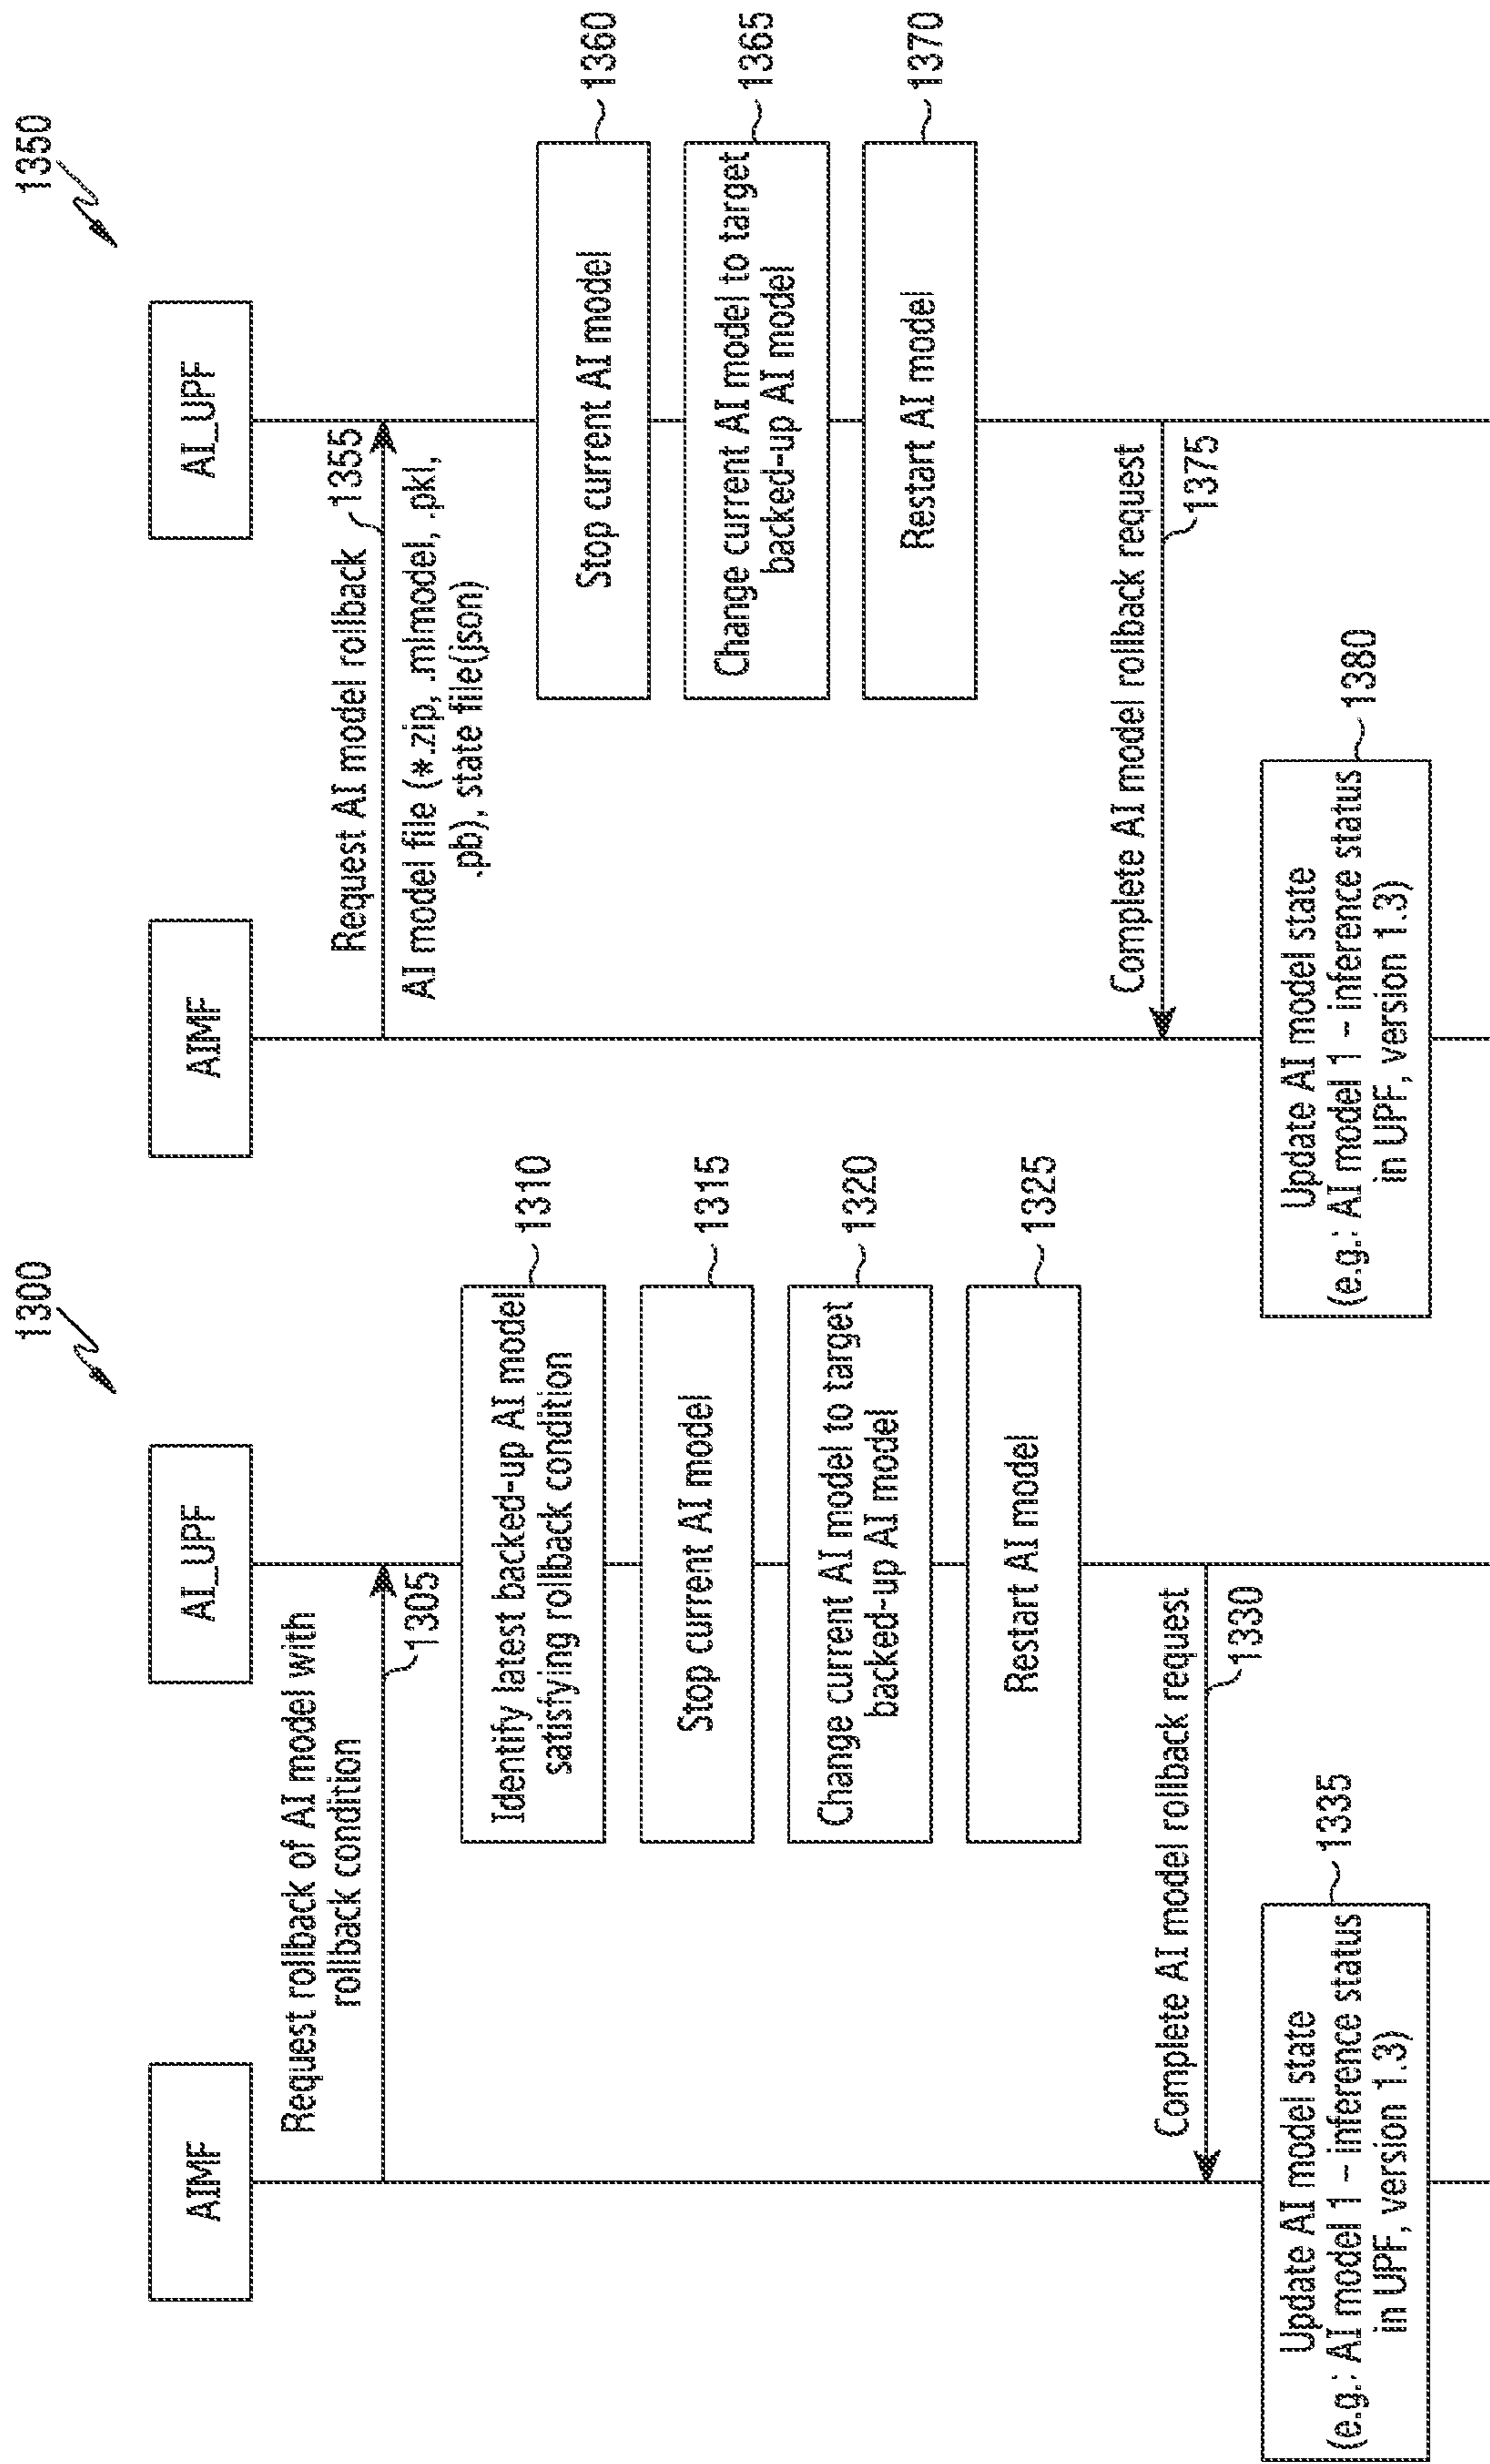 1300
AIMF
AI_UPF
Request rollback of AI model with
rollback condition
1305
Identify latest backed-up AI model
satisfying rollback condition
1310
Stop current AI model
1315
Change current AI model to target
backed-up AI model
1320
Restart AI model
1325
Complete AI model rollback request
1330
Update AI model state
(e.g.: AI model 1 - inference status
in UPF, version 1.3)
1335
1350
AIMF
AI_UPF
Request AI model rollback
1355
AI model file (*.zip, .mlmodel, .pkl,
.pb), state file(json)
Stop current AI model
1360
Change current AI model to target
backed-up AI model
1365
Restart AI model
1370
Complete AI model rollback request
1375
Update AI model state
(e.g.: AI model 1 - inference status
in UPF, version 1.3)
1380